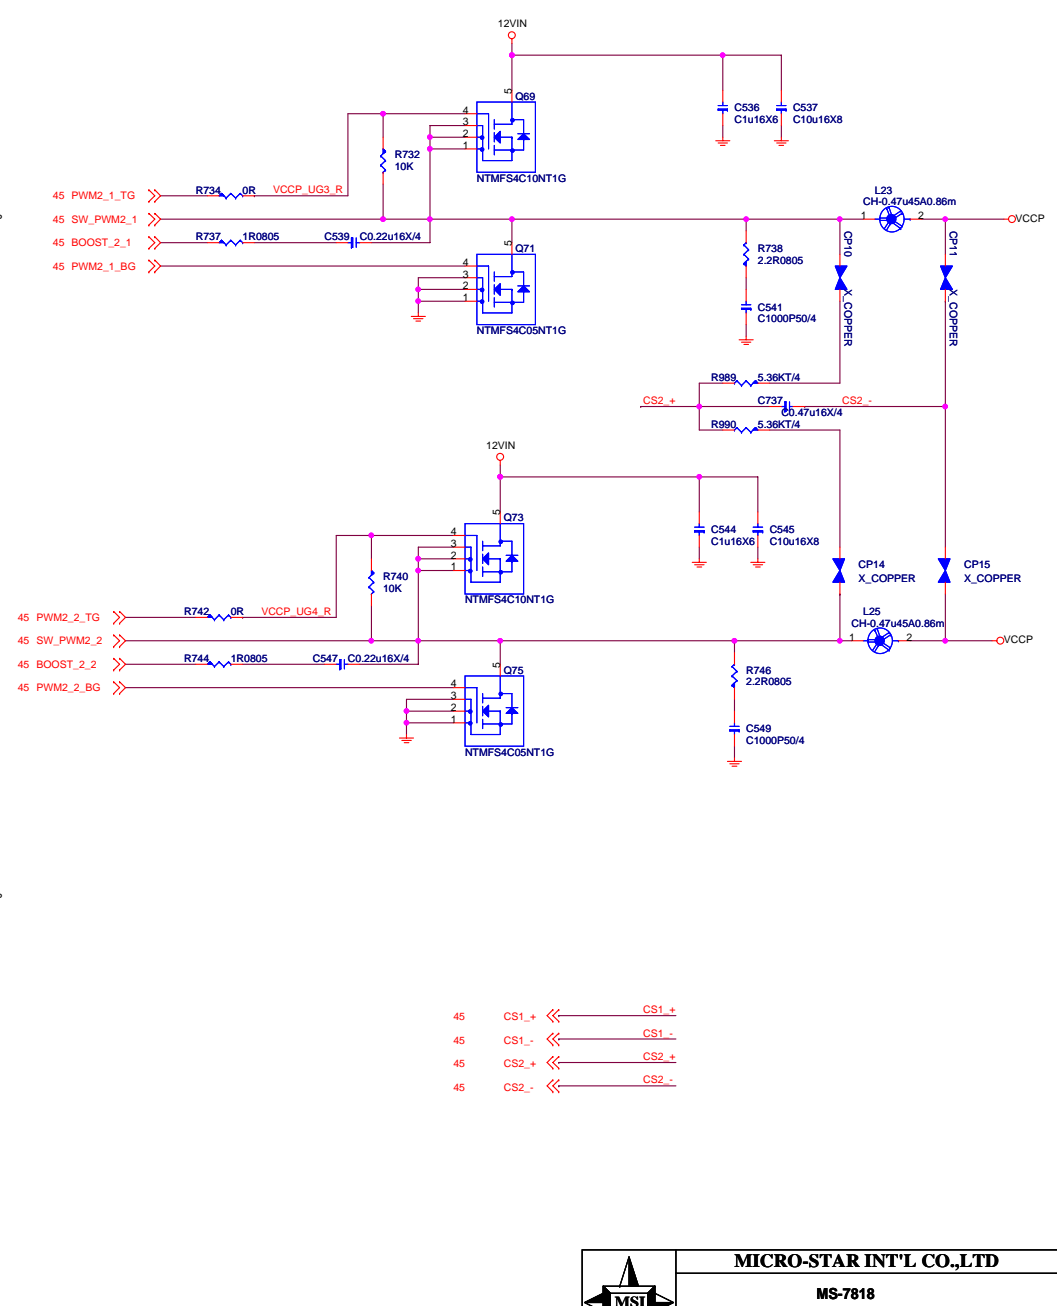 12VIN
5
Q69
4
3
2
1
NTMFS4C10NT1G
C536
C1u16X6
C537
C10u16X8
R732
10K
45 PWM2_1_TG
R734
0R
VCCP_UG3_R
45 SW_PWM2_1
45 BOOST_2_1
R737
1R0805
C539
C0.22u16X/4
45 PWM2_1_BG
5
Q71
4
3
2
1
NTMFS4C05NT1G
L23
CH-0.47u45A0.86m
1
2
VCCP
R738
2.2R0805
C541
C1000P50/4
CP10
X_COPPER
CP11
X_COPPER
R989
5.36KT/4
CS2_+
C737
C0.47u16X/4
CS2_-
R990
5.36KT/4
12VIN
5
Q73
4
3
2
1
NTMFS4C10NT1G
C544
C1u16X6
C545
C10u16X8
CP14
X_COPPER
CP15
X_COPPER
R740
10K
45 PWM2_2_TG
R742
0R
VCCP_UG4_R
45 SW_PWM2_2
45 BOOST_2_2
R744
1R0805
C547
C0.22u16X/4
45 PWM2_2_BG
5
Q75
4
3
2
1
NTMFS4C05NT1G
L25
CH-0.47u45A0.86m
1
2
VCCP
R746
2.2R0805
C549
C1000P50/4
45 CS1_+ CS1_+
45 CS1_- CS1_-
45 CS2_+ CS2_+
45 CS2_- CS2_-
MICRO-STAR INT'L CO.,LTD
MSI
MS-7818